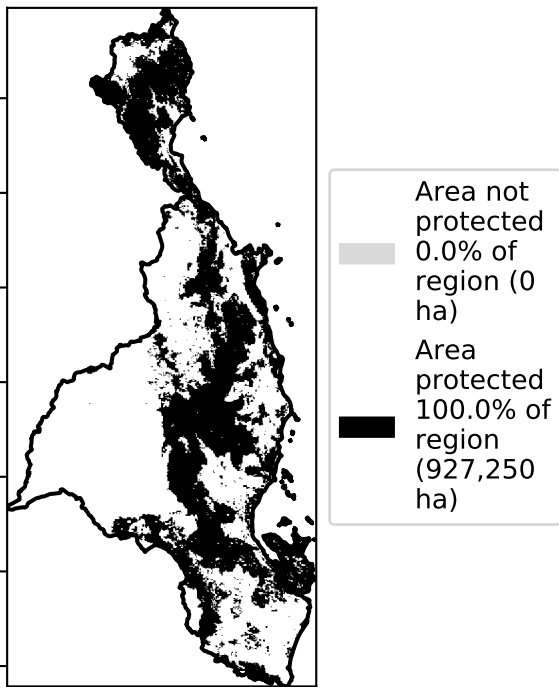 Area not
protected
0.0% of
region (0
ha)
Area
protected
100.0% of
region
(927,250
ha)